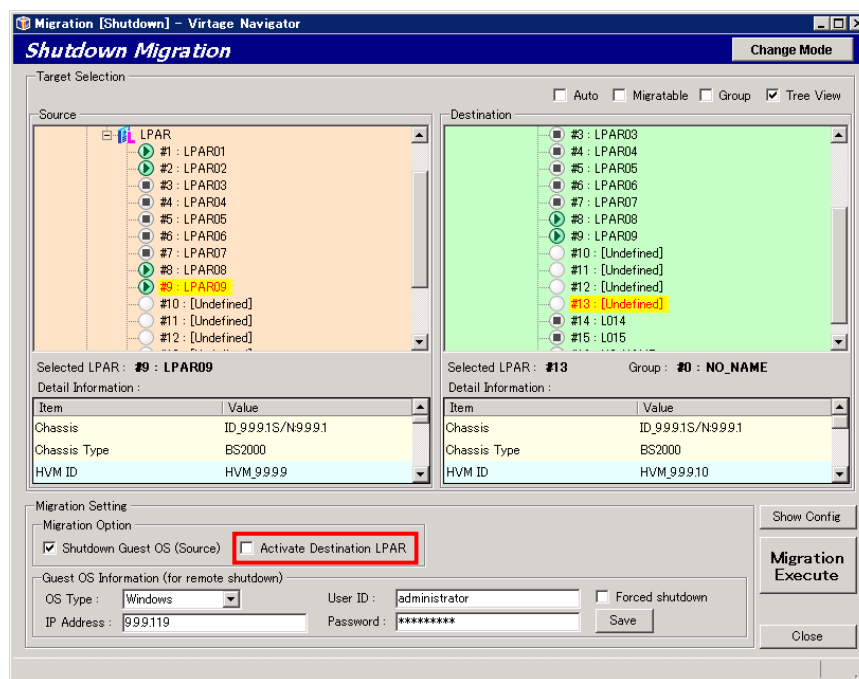 Migration [Shutdown] - Virtage Navigator
Shutdown Migration
Change Mode
Target Selection
Auto
Migratable
Group
Tree View
Source
LPAR
#1 : LPAR01
#2 : LPAR02
#3 : LPAR03
#4 : LPAR04
#5 : LPAR05
#6 : LPAR06
#7 : LPAR07
#8 : LPAR08
#9 : LPAR09
#10 : [Undefined]
#11 : [Undefined]
#12 : [Undefined]
Selected LPAR : #9 : LPAR09
Detail Information :
Item Value
Chassis ID_9.9.9.1S/N:9.9.9.1
Chassis Type BS2000
HVM ID HVM_9.9.9.9
Destination
#3 : LPAR03
#4 : LPAR04
#5 : LPAR05
#6 : LPAR06
#7 : LPAR07
#8 : LPAR08
#9 : LPAR09
#10 : [Undefined]
#11 : [Undefined]
#12 : [Undefined]
#13 : [Undefined]
#14 : L014
#15 : L015
Selected LPAR : #13 Group : #0 : NO_NAME
Detail Information :
Item Value
Chassis ID_9.9.9.1S/N:9.9.9.1
Chassis Type BS2000
HVM ID HVM_9.9.9.10
Migration Setting
Migration Option
Shutdown Guest OS (Source)
Activate Destination LPAR
Guest OS Information (for remote shutdown)
OS Type : Windows
User ID : administrator
Forced shutdown
IP Address : 9.9.9.119
Password : *********
Save
Show Config
Migration
Execute
Close